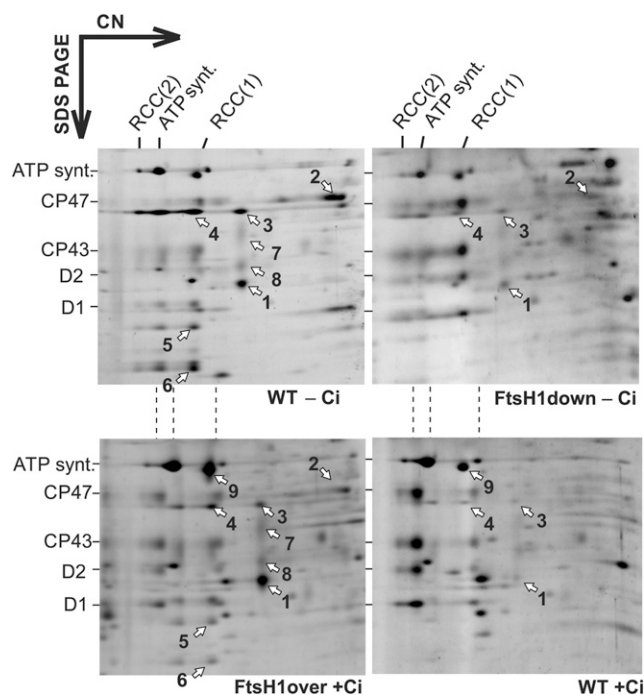 CN
SDS PAGE
RCC(2)
ATP synt.
RCC(1)
RCC(2)
ATP synt.
RCC(1)
ATP synt.
CP47
CP43
D2
D1
2
3
4
7
8
1
5
6
WT – Ci
2
4
3
1
FtsH1down – Ci
ATP synt.
CP47
CP43
D2
D1
2
9
4
3
7
8
1
5
6
FtsH1over +Ci
9
4
3
1
WT +Ci